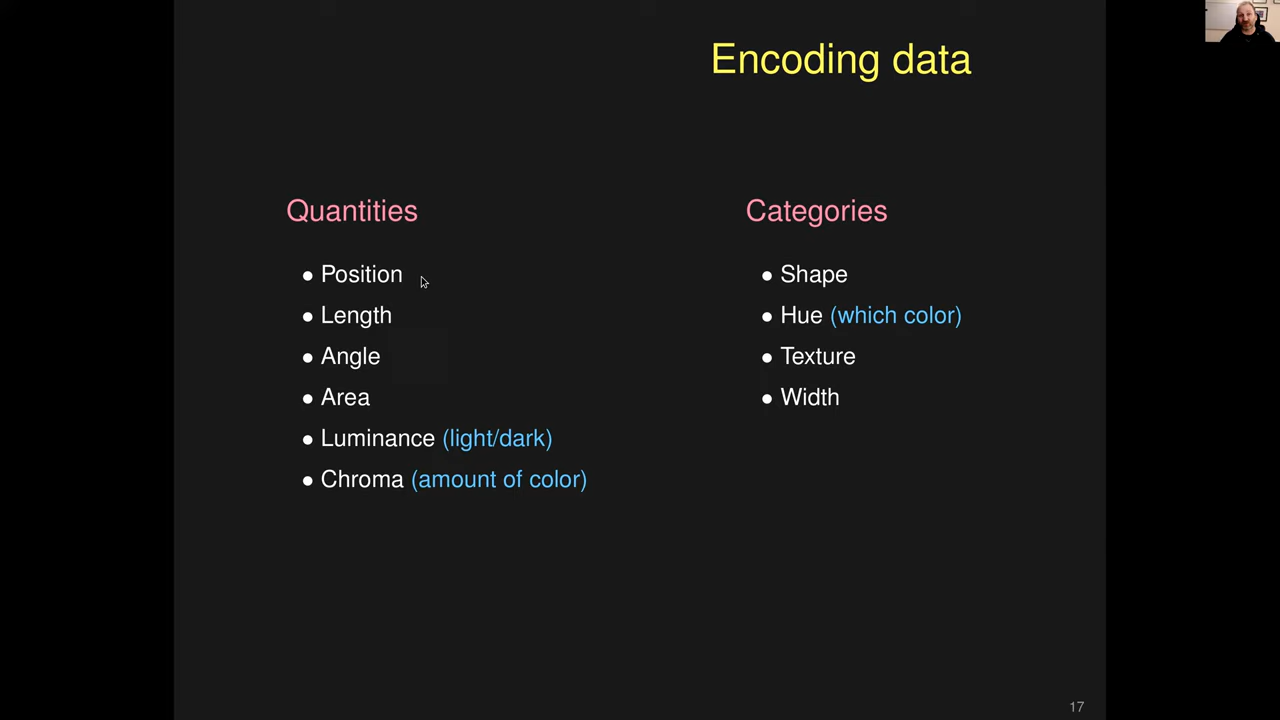 Encoding data
Quantities
• Position
• Length
• Angle
• Area
• Luminance (light/dark)
• Chroma (amount of color)
Categories
• Shape
• Hue (which color)
• Texture
• Width
17